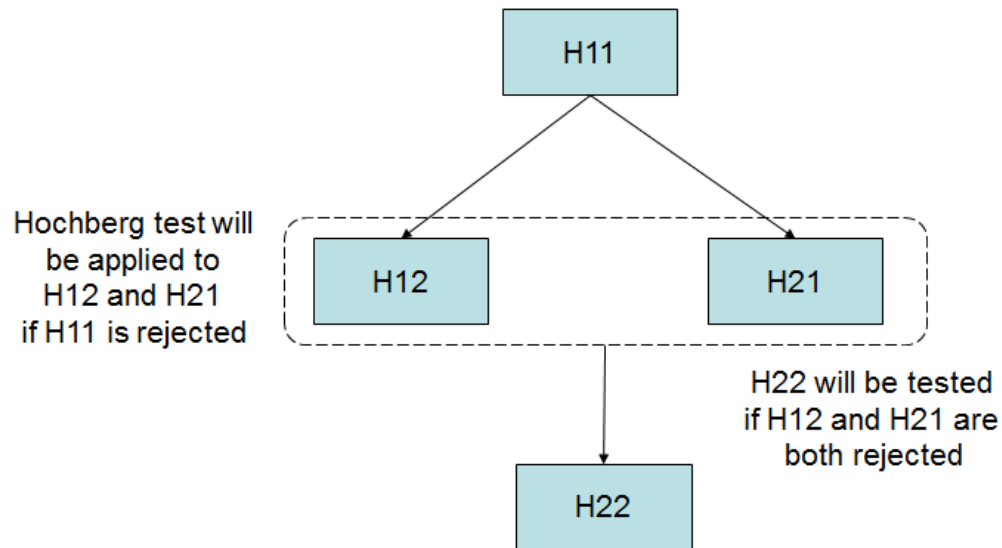 H11
Hochberg test will
be applied to
H12 and H21
if H11 is rejected
H12
H21
H22 will be tested
if H12 and H21 are
both rejected
H22